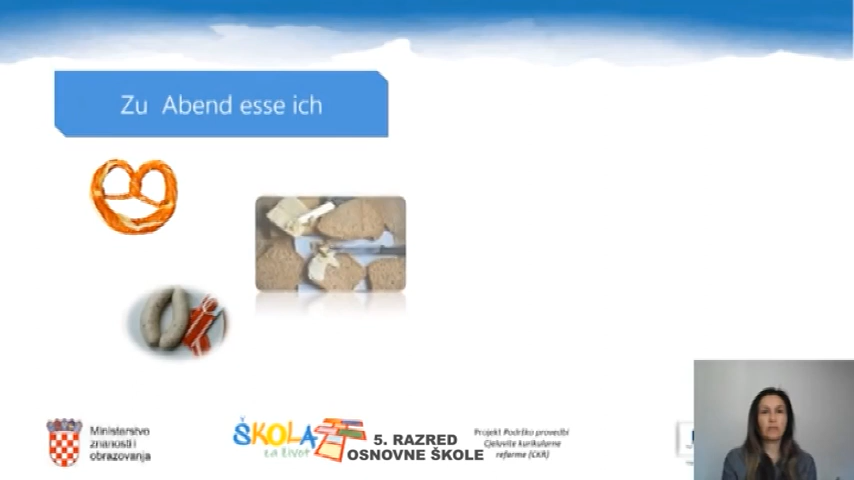 Zu Abend esse ich
Ministarstvo
znanosti i
obrazovanja
ŠKOLA
za život
5. RAZRED
OSNOVNE ŠKOLE
Projekt Podrška provedbi
Cjelovite kurikularne
reforme (CKR)